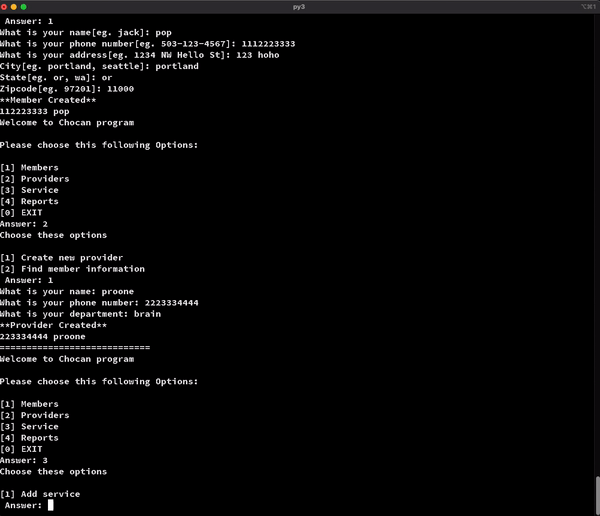 py3
⌥⌘1
Answer: 1
What is your name[eg. jack]: pop
What is your phone number[eg. 503-123-4567]: 1112223333
What is your address[eg. 1234 NW Hello St]: 123 hoho
City[eg. portland, seattle]: portland
State[eg. or, wa]: or
Zipcode[eg. 97201]: 11000
**Member Created**
112223333 pop
Welcome to Chocan program
Please choose this following Options:
[1] Members
[2] Providers
[3] Service
[4] Reports
[0] EXIT
Answer: 2
Choose these options
[1] Create new provider
[2] Find member information
Answer: 1
What is your name: proone
What is your phone number: 2223334444
What is your department: brain
**Provider Created**
223334444 proone
============================
Welcome to Chocan program
Please choose this following Options:
[1] Members
[2] Providers
[3] Service
[4] Reports
[0] EXIT
Answer: 3
Choose these options
[1] Add service
Answer: